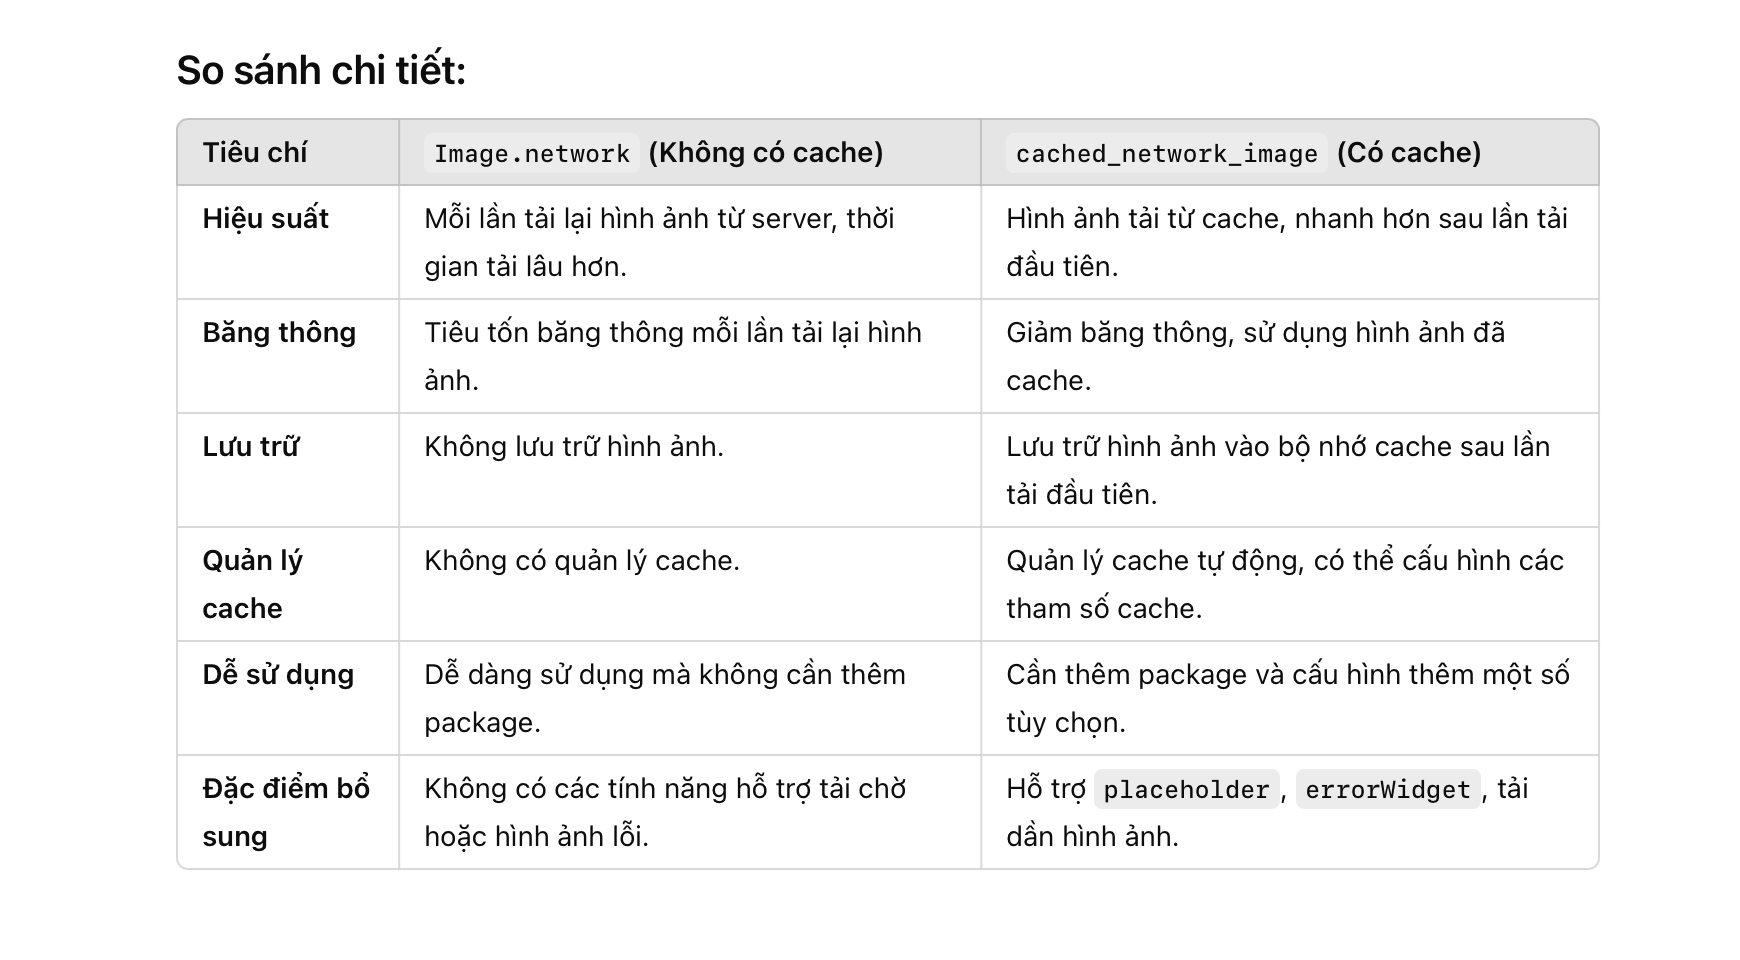 So sánh chi tiết:
Tiêu chí
Image.network (Không có cache)
cached_network_image (Có cache)
Hiệu suất
Mỗi lần tải lại hình ảnh từ server, thời
gian tải lâu hơn.
Hình ảnh tải từ cache, nhanh hơn sau lần tải
đầu tiên.
Băng thông
Tiêu tốn băng thông mỗi lần tải lại hình
ảnh.
Giảm băng thông, sử dụng hình ảnh đã
cache.
Lưu trữ
Không lưu trữ hình ảnh.
Lưu trữ hình ảnh vào bộ nhớ cache sau lần
tải đầu tiên.
Quản lý
cache
Không có quản lý cache.
Quản lý cache tự động, có thể cấu hình các
tham số cache.
Dễ sử dụng
Dễ dàng sử dụng mà không cần thêm
package.
Cần thêm package và cấu hình thêm một số
tùy chọn.
Đặc điểm bổ
sung
Không có các tính năng hỗ trợ tải chờ
hoặc hình ảnh lỗi.
Hỗ trợ placeholder, errorWidget, tải
dần hình ảnh.